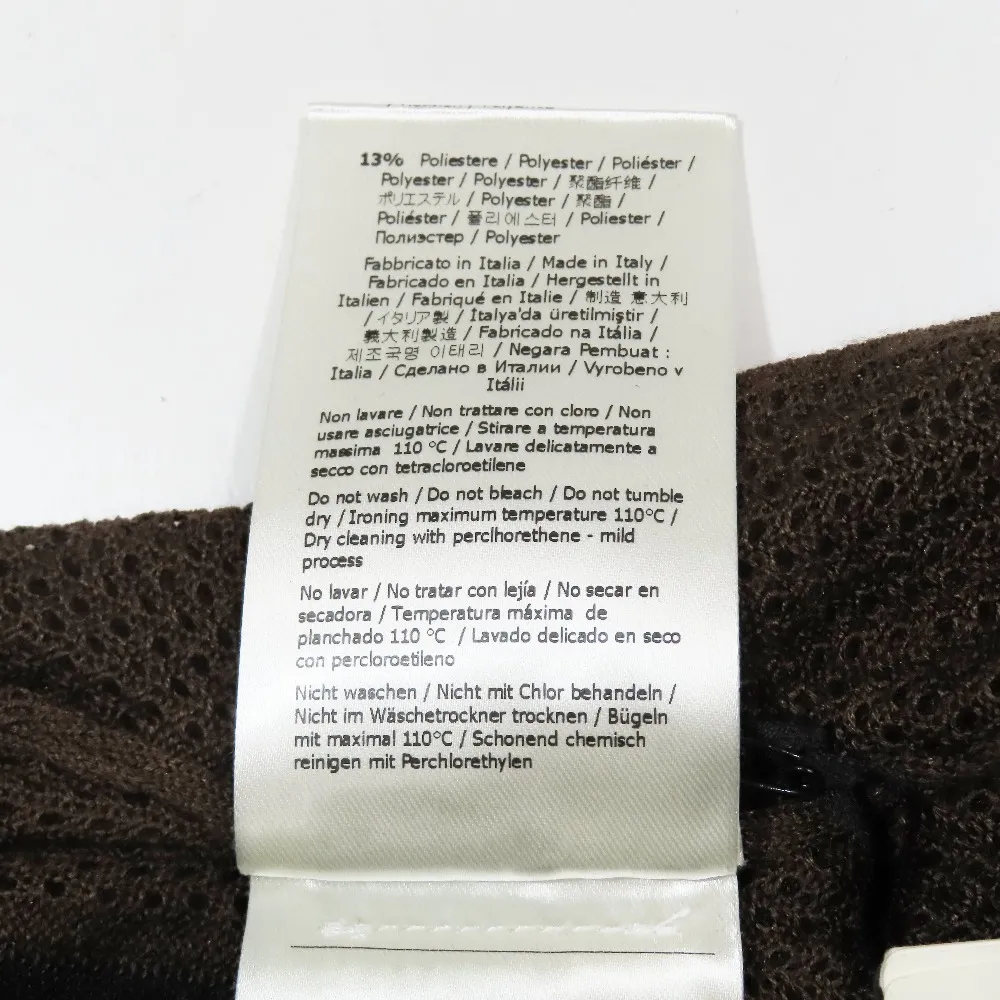 13% Poliestere / Polyester / Poliéster /
Polyester / Polyester / 聚酯纤维 /
ポリエステル / Polyester / 聚酯 /
Poliéster / 폴리에스터 / Poliester /
Полиэстер / Polyester
Fabbricato in Italia / Made in Italy /
Fabricado en Italia / Hergestellt in
Italien / Fabriqué en Italie / 制造 意大利
/ イタリア製 / İtalya'da üretilmiştir /
義大利製造 / Fabricado na Itália /
제조국명 이태리 / Negara Pembuat :
Italia / Сделано в Италии / Vyrobeno v
Itálii
Non lavare / Non trattare con cloro / Non
usare asciugatrice / Stirare a temperatura
massima 110 °C / Lavare delicatamente a
secco con tetracloroetilene
Do not wash / Do not bleach / Do not tumble
dry / Ironing maximum temperature 110°C /
Dry cleaning with perclhorethene - mild
process
No lavar / No tratar con lejía / No secar en
secadora / Temperatura máxima de
planchado 110 °C / Lavado delicado en seco
con percloroetileno
Nicht waschen / Nicht mit Chlor behandeln /
Nicht im Wäschetrockner trocknen / Bügeln
mit maximal 110°C / Schonend chemisch
reinigen mit Perchlorethylen